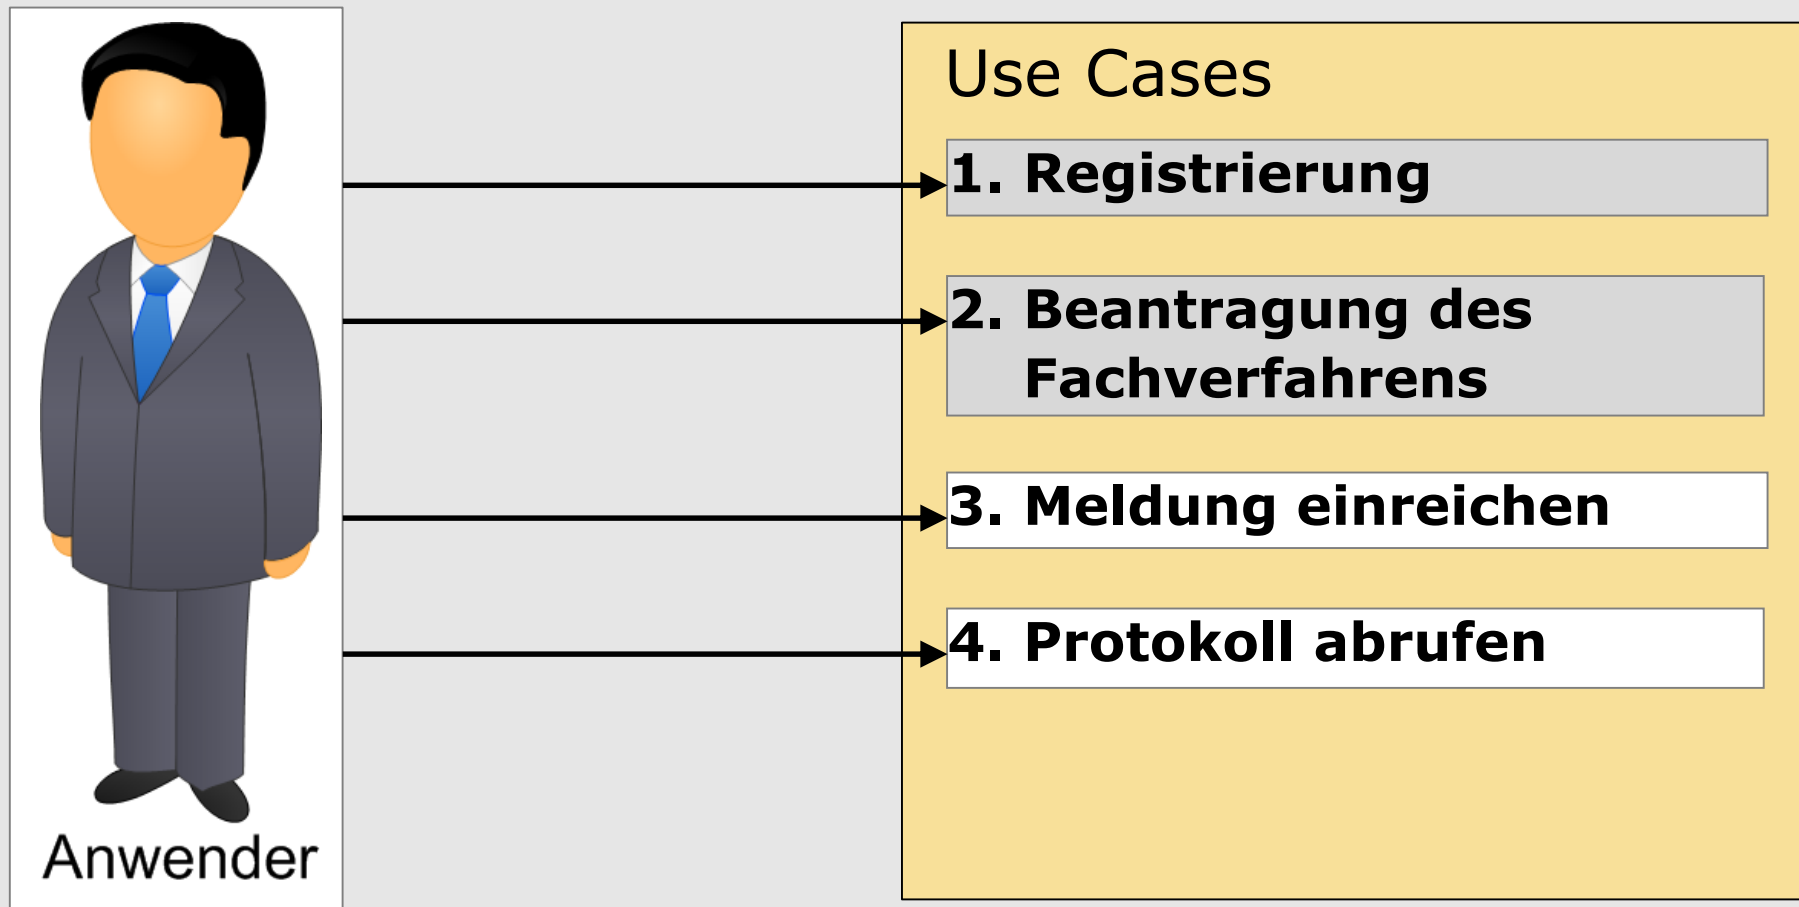 Use Cases
1. Registrierung
2. Beantragung des
Fachverfahrens
3. Meldung einreichen
4. Protokoll abrufen
Anwender